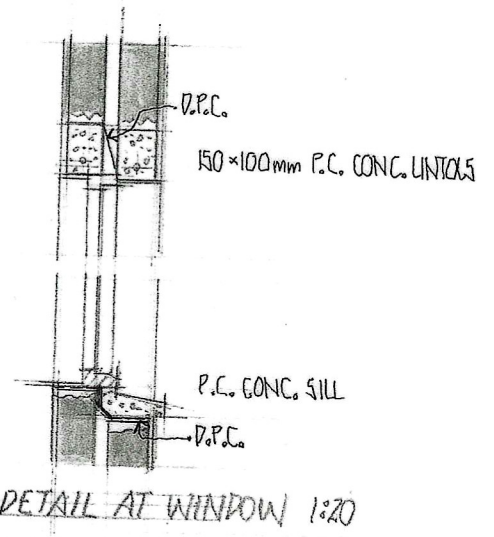 D.P.C.
150×100mm P.C. CONC. LINTOLS
P.C. CONC. SILL
D.P.C.
DETAIL AT WINDOW 1:20